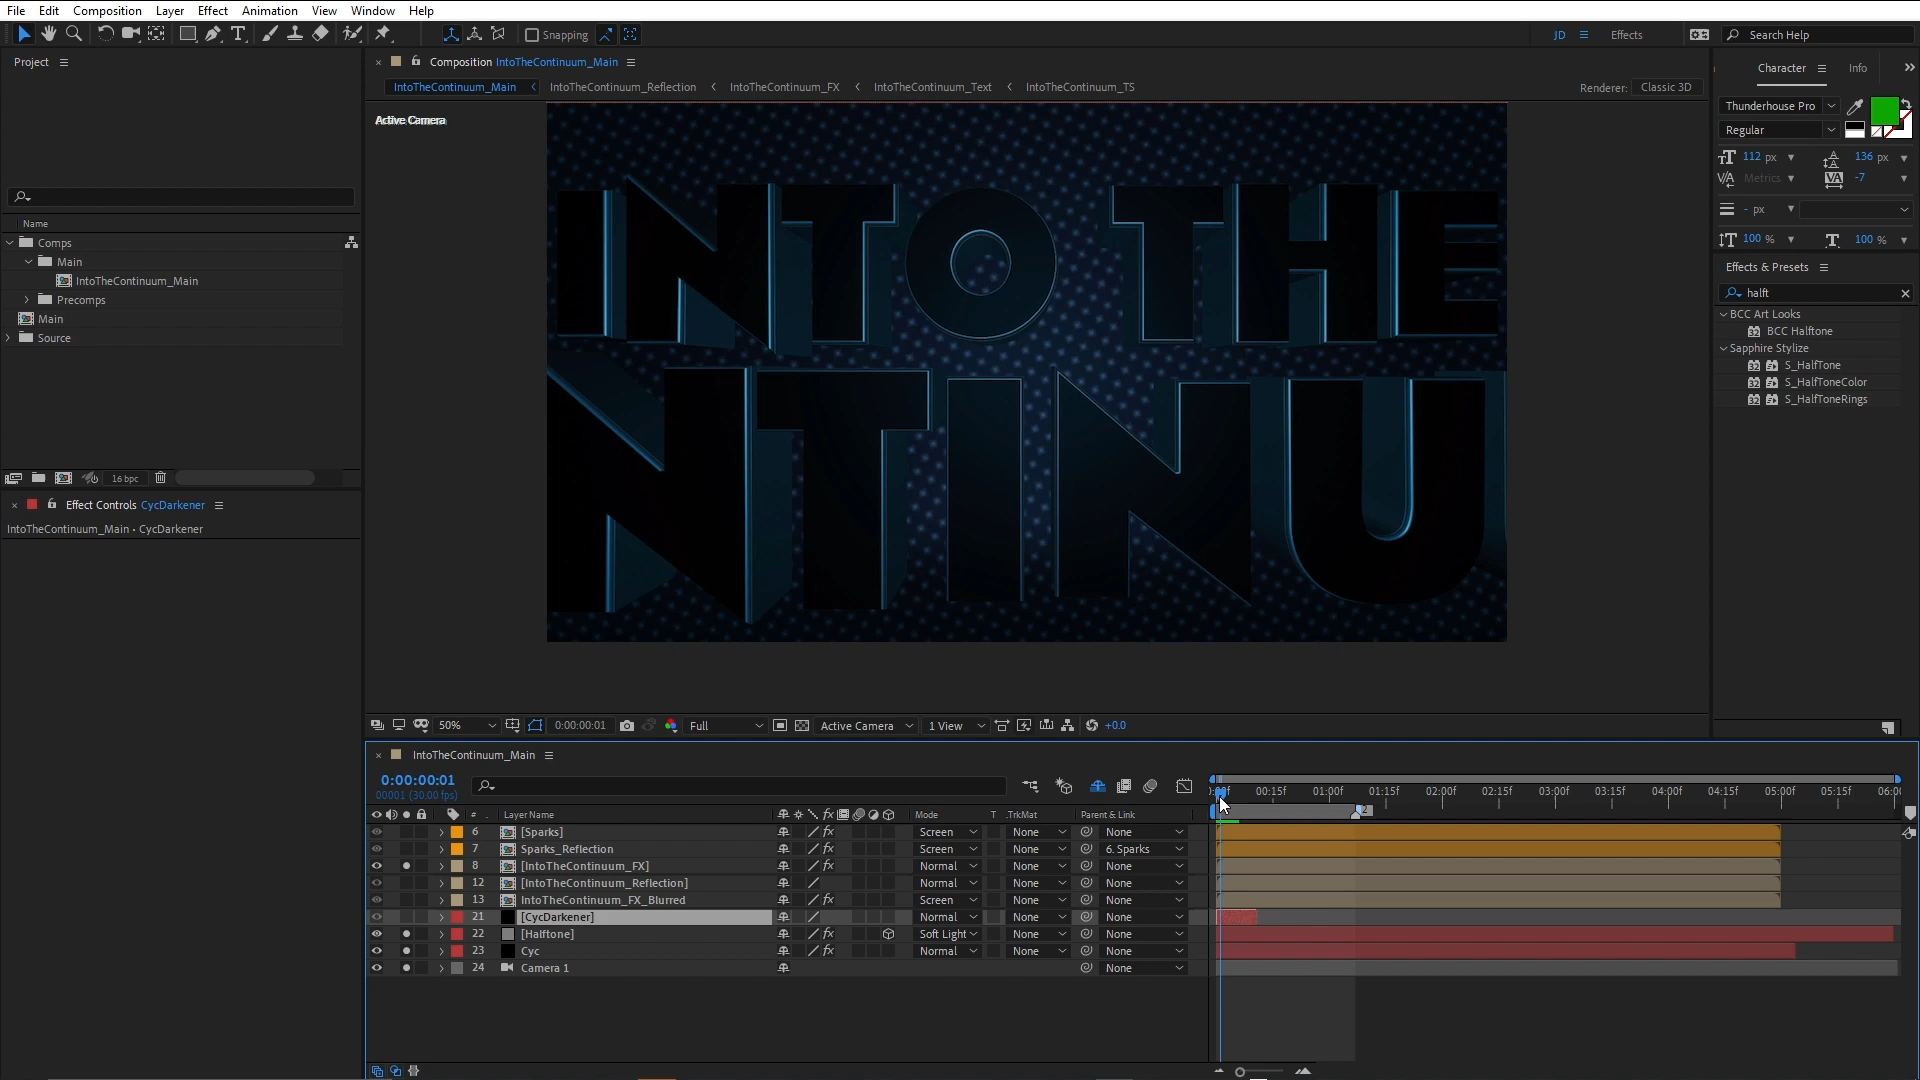 File Edit Composition Layer Effect Animation View Window Help
Snapping
JD
Effects
Search Help
Project
Name
Comps
Main
IntoTheContinuum_Main
Precomps
Main
Source
16 bpc
Effect Controls CycDarkener
IntoTheContinuum_Main • CycDarkener
Composition IntoTheContinuum_Main
IntoTheContinuum_Main IntoTheContinuum_Reflection IntoTheContinuum_FX IntoTheContinuum_Text IntoTheContinuum_TS
Renderer: Classic 3D
Active Camera
INTO THE
NTINU
50% 0:00:00:01 Full Active Camera 1 View +0.0
Character Info
Thunderhouse Pro
Regular
112 px 136 px
Metrics -7
- px
100 % 100 %
Effects & Presets
halft
BCC Art Looks
BCC Halftone
Sapphire Stylize
S_HalfTone
S_HalfToneColor
S_HalfToneRings
IntoTheContinuum_Main
0:00:00:01
00001 (30.00 fps)
00:15f 01:00f 01:15f 02:00f 02:15f 03:00f 03:15f 04:00f 04:15f 05:00f 05:15f 06:00
2
# Layer Name Mode T .TrkMat Parent & Link
6 [Sparks] Screen None None
7 Sparks_Reflection Screen None 6. Sparks
8 [IntoTheContinuum_FX] Normal None None
12 [IntoTheContinuum_Reflection] Normal None None
13 IntoTheContinuum_FX_Blurred Screen None None
21 [CycDarkener] Normal None None
22 [Halftone] Soft Light None None
23 Cyc Normal None None
24 Camera 1 None